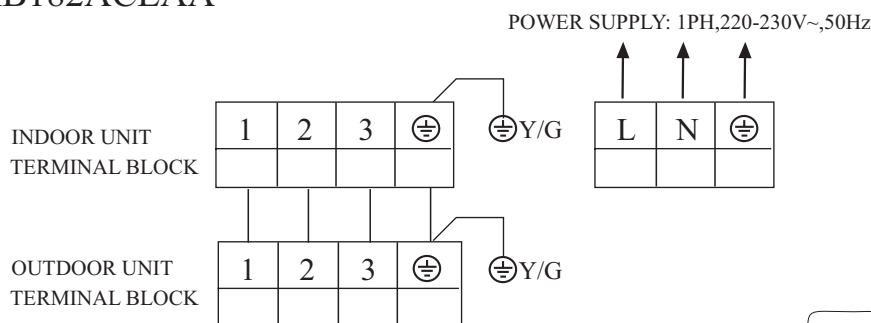 POWER SUPPLY: 1PH,220-230V~,50Hz
INDOOR UNIT
TERMINAL BLOCK
1 2 3
Y/G
L N
OUTDOOR UNIT
TERMINAL BLOCK
1 2 3
Y/G